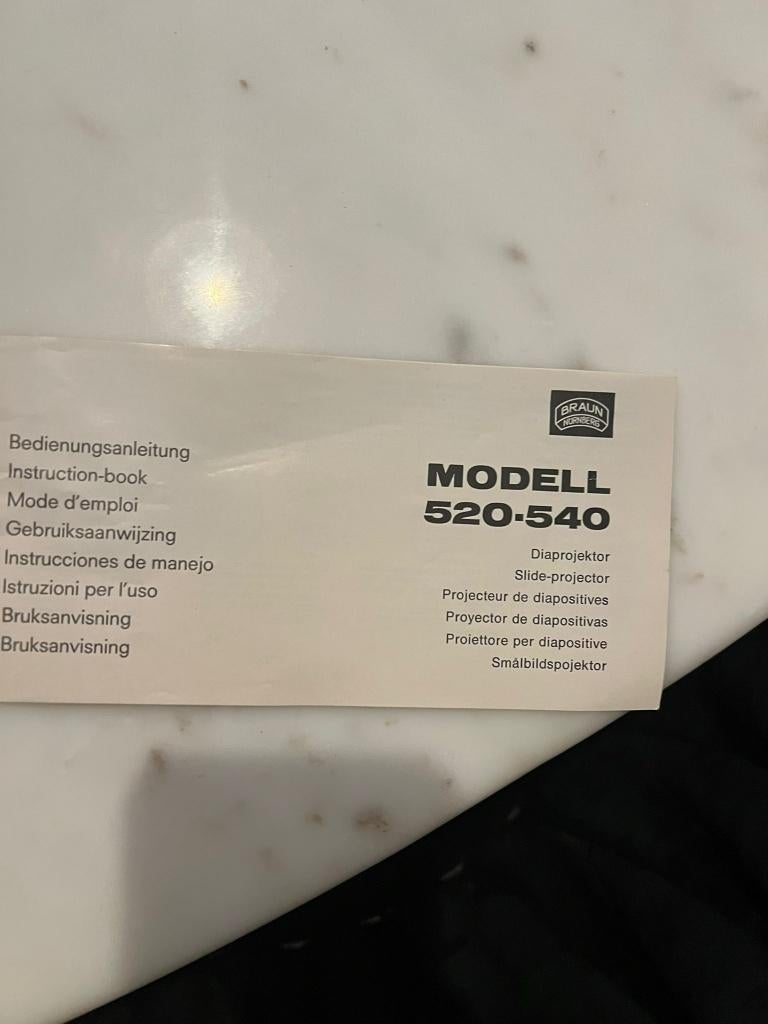 BRAUN
NÜRNBERG
MODELL
520·540
Diaprojektor
Slide-projector
Projecteur de diapositives
Proyector de diapositivas
Proiettore per diapositive
Smålbildspojektor
Bedienungsanleitung
Instruction-book
Mode d'emploi
Gebruiksaanwijzing
Instrucciones de manejo
Istruzioni per l'uso
Bruksanvisning
Bruksanvisning